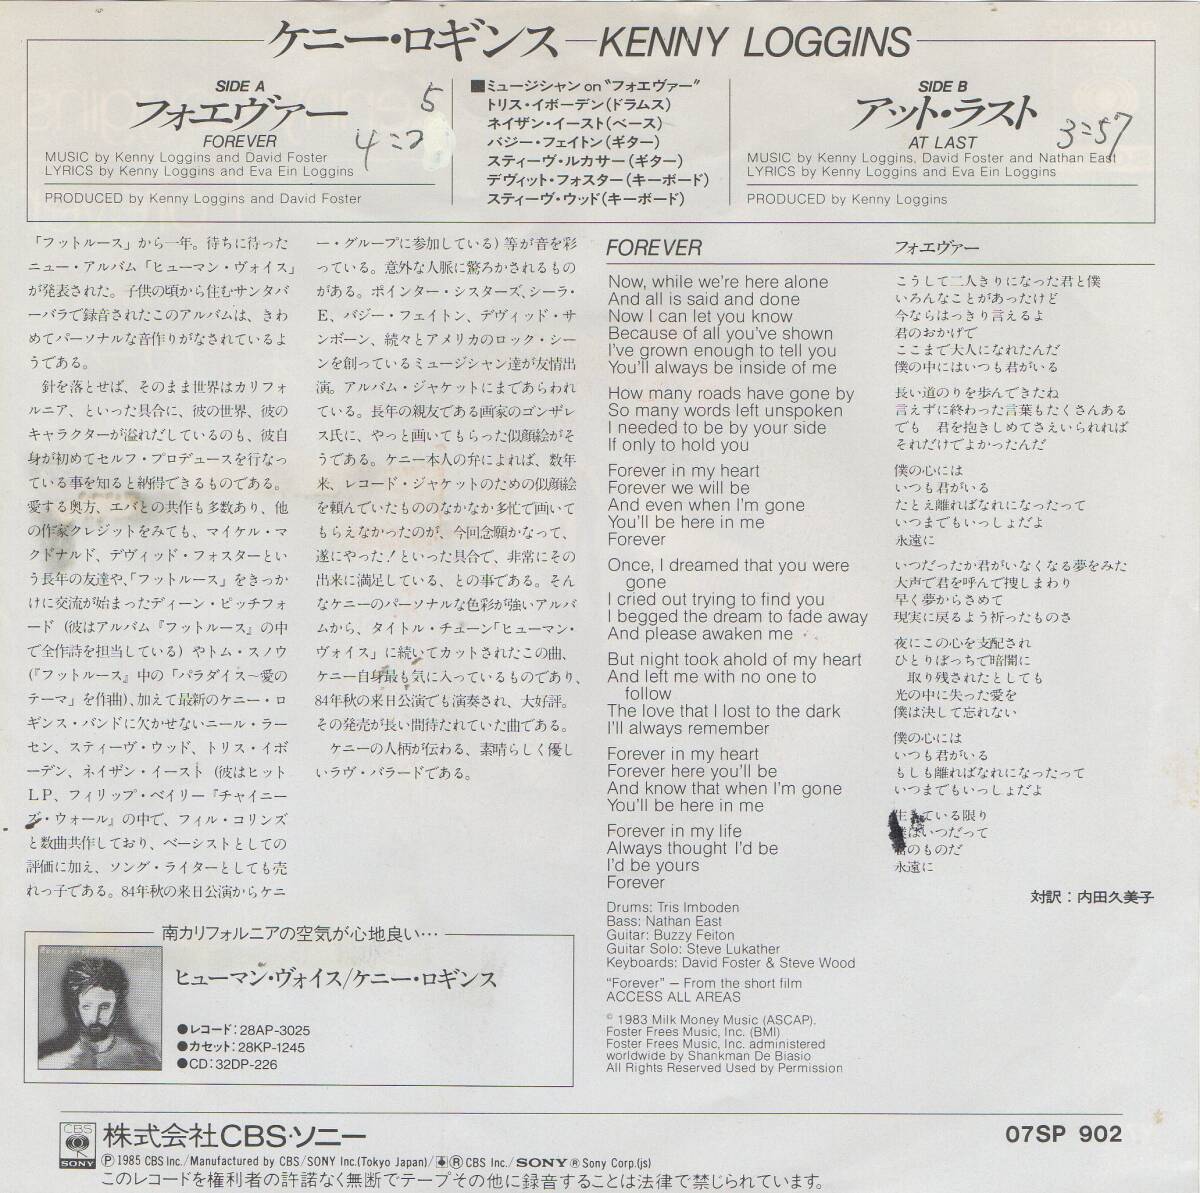 ケニー・ロギンス—KENNY LOGGINS
SIDE A
フォエヴァー
FOREVER
5
4:2
MUSIC by Kenny Loggins and David Foster
LYRICS by Kenny Loggins and Eva Ein Loggins
PRODUCED by Kenny Loggins and David Foster
■ミュージシャン on “フォエヴァー”
トリス・イボーデン(ドラムス)
ネイザン・イースト(ベース)
バジー・フェイトン(ギター)
スティーヴ・ルカサー(ギター)
デヴィット・フォスター(キーボード)
スティーヴ・ウッド(キーボード)
SIDE B
アット・ラスト
AT LAST
3:57
MUSIC by Kenny Loggins, David Foster and Nathan East
LYRICS by Kenny Loggins and Eva Ein Loggins
PRODUCED by Kenny Loggins
「フットルース」から一年。待ちに待った
ニュー・アルバム「ヒューマン・ヴォイス」
が発表された。子供の頃から住むサンタバ
ーバラで録音されたこのアルバムは、きわ
めてパーソナルな音作りがなされているよ
うである。
針を落とせば、そのまま世界はカリフォ
ルニア、といった具合に、彼の世界、彼の
キャラクターが溢れだしているのも、彼自
身が初めてセルフ・プロデュースを行なっ
ている事を知ると納得できるものである。
愛する奥方、エバとの共作も多数あり、他
の作家クレジットをみても、マイケル・マ
クドナルド、デヴィッド・フォスターとい
う長年の友達や、「フットルース」をきっか
けに交流が始まったディーン・ピッチフォ
ード（彼はアルバム『フットルース』の中
で全作詩を担当している）やトム・スノウ
(『フットルース』中の「パラダイス〜愛の
テーマ」を作曲)、加えて最新のケニー・ロ
ギンス・バンドに欠かせないニール・ラー
セン、スティーヴ・ウッド、トリス・イボ
ーデン、ネイザン・イースト（彼はヒット
ＬＰ、フィリップ・ベイリー『チャイニー
ズ・ウォール』の中で、フィル・コリンズ
と数曲共作しており、ベーシストとしての
評価に加え、ソング・ライターとしても売
れっ子である。84年秋の来日公演からケニ
ー・グループに参加している）等が音を彩
っている。意外な人脈に驚ろかされるもの
がある。ポインター・シスターズ、シーラ・
E、バジー・フェイトン、デヴィッド・サ
ンボーン、続々とアメリカのロック・シー
ンを創っているミュージシャン達が友情出
演。アルバム・ジャケットにまであらわれ
ている。長年の親友である画家のゴンザレ
ス氏に、やっと画いてもらった似顔絵がそ
うである。ケニー本人の弁によれば、数年
来、レコード・ジャケットのための似顔絵
を頼んでいたもののなかなか多忙で画いて
もらえなかったのが、今回念願かなって、
遂にやった！といった具合で、非常にその
出来に満足している、との事である。そん
なケニーのパーソナルな色彩が強いアルバ
ムから、タイトル・チューン「ヒューマン・
ヴォイス」に続いてカットされたこの曲、
ケニー自身最も気に入っているものであり、
84年秋の来日公演でも演奏され、大好評。
その発売が長い間待たれていた曲である。
ケニーの人柄が伝わる、素晴らしく優し
いラヴ・バラードである。
FOREVER
Now, while we're here alone
And all is said and done
Now I can let you know
Because of all you've shown
I've grown enough to tell you
You'll always be inside of me
How many roads have gone by
So many words left unspoken
I needed to be by your side
If only to hold you
Forever in my heart
Forever we will be
And even when I'm gone
You'll be here in me
Forever
Once, I dreamed that you were
gone
I cried out trying to find you
I begged the dream to fade away
And please awaken me
But night took ahold of my heart
And left me with no one to
follow
The love that I lost to the dark
I'll always remember
Forever in my heart
Forever here you'll be
And know that when I'm gone
You'll be here in me
Forever in my life
Always thought I'd be
I'd be yours
Forever
Drums: Tris Imboden
Bass: Nathan East
Guitar: Buzzy Feiton
Guitar Solo: Steve Lukather
Keyboards: David Foster & Steve Wood
“Forever” – From the short film
ACCESS ALL AREAS
© 1983 Milk Money Music (ASCAP).
Foster Frees Music, Inc. (BMI)
Foster Frees Music, Inc. administered
worldwide by Shankman De Biasio
All Rights Reserved Used by Permission
フォエヴァー
こうして二人きりになった君と僕
いろんなことがあったけど
今ならはっきり言えるよ
君のおかげで
ここまで大人になれたんだ
僕の中にはいつも君がいる
長い道のりを歩んできたね
言えずに終わった言葉もたくさんある
でも　君を抱きしめてさえいられれば
それだけでよかったんだ
僕の心には
いつも君がいる
たとえ離ればなれになったって
いつまでもいっしょだよ
永遠に
いつだったか君がいなくなる夢をみた
大声で君を呼んで捜しまわり
早く夢からさめて
現実に戻るよう祈ったものさ
夜にこの心を支配され
ひとりぼっちで暗闇に
取り残されたとしても
光の中に失った愛を
僕は決して忘れない
僕の心には
いつも君がいる
もしも離ればなれになったって
いつまでもいっしょだよ
生きている限り
僕はいつだって
君のものだ
永遠に
対訳：内田久美子
南カリフォルニアの空気が心地良い…
ヒューマン・ヴォイス/ケニー・ロギンス
●レコード：28AP-3025
●カセット：28KP-1245
●CD：32DP-226
CBS
SONY
株式会社CBS・ソニー
07SP 902
Ⓟ1985 CBS Inc./Manufactured by CBS/SONY Inc.(Tokyo Japan)/Ⓡ CBS Inc./SONY Ⓡ Sony Corp.(js)
このレコードを権利者の許諾なく無断でテープその他に録音することは法律で禁じられています。